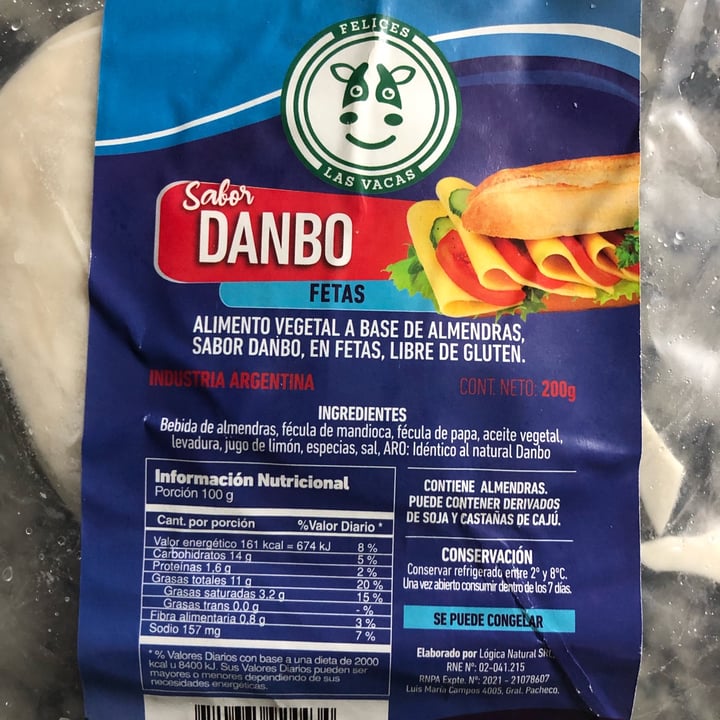 FELICES
LAS VACAS
Sabor
DANBO
FETAS
ALIMENTO VEGETAL A BASE DE ALMENDRAS,
SABOR DANBO, EN FETAS, LIBRE DE GLUTEN.
INDUSTRIA ARGENTINA
CONT. NETO: 200g
INGREDIENTES
Bebida de almendras, fécula de mandioca, fécula de papa, aceite vegetal,
levadura, jugo de limón, especias, sal, ARO: Idéntico al natural Danbo
Información Nutricional
Porción 100 g
Cant. por porción %Valor Diario *
Valor energético 161 kcal = 674 kJ 8 %
Carbohidratos 14 g 5 %
Proteínas 1,6 g 2 %
Grasas totales 11 g 20 %
Grasas saturadas 3,2 g 15 %
Grasas trans 0,0 g - %
Fibra alimentaria 0,8 g 3 %
Sodio 157 mg 7 %
* % Valores Diarios con base a una dieta de 2000
kcal u 8400 kJ. Sus Valores Diarios pueden ser
mayores o menores dependiendo de sus
necesidades energéticas.
CONTIENE ALMENDRAS.
PUEDE CONTENER DERIVADOS
DE SOJA Y CASTAÑAS DE CAJÚ.
CONSERVACIÓN
Conservar refrigerado entre 2° y 8°C.
Una vez abierto consumir dentro de los 7 días.
SE PUEDE CONGELAR
Elaborado por Lógica Natural SRL
RNE N°: 02-041.215
RNPA Expte. N°: 2021 - 21078607
Luis María Campos 4005, Gral. Pacheco.